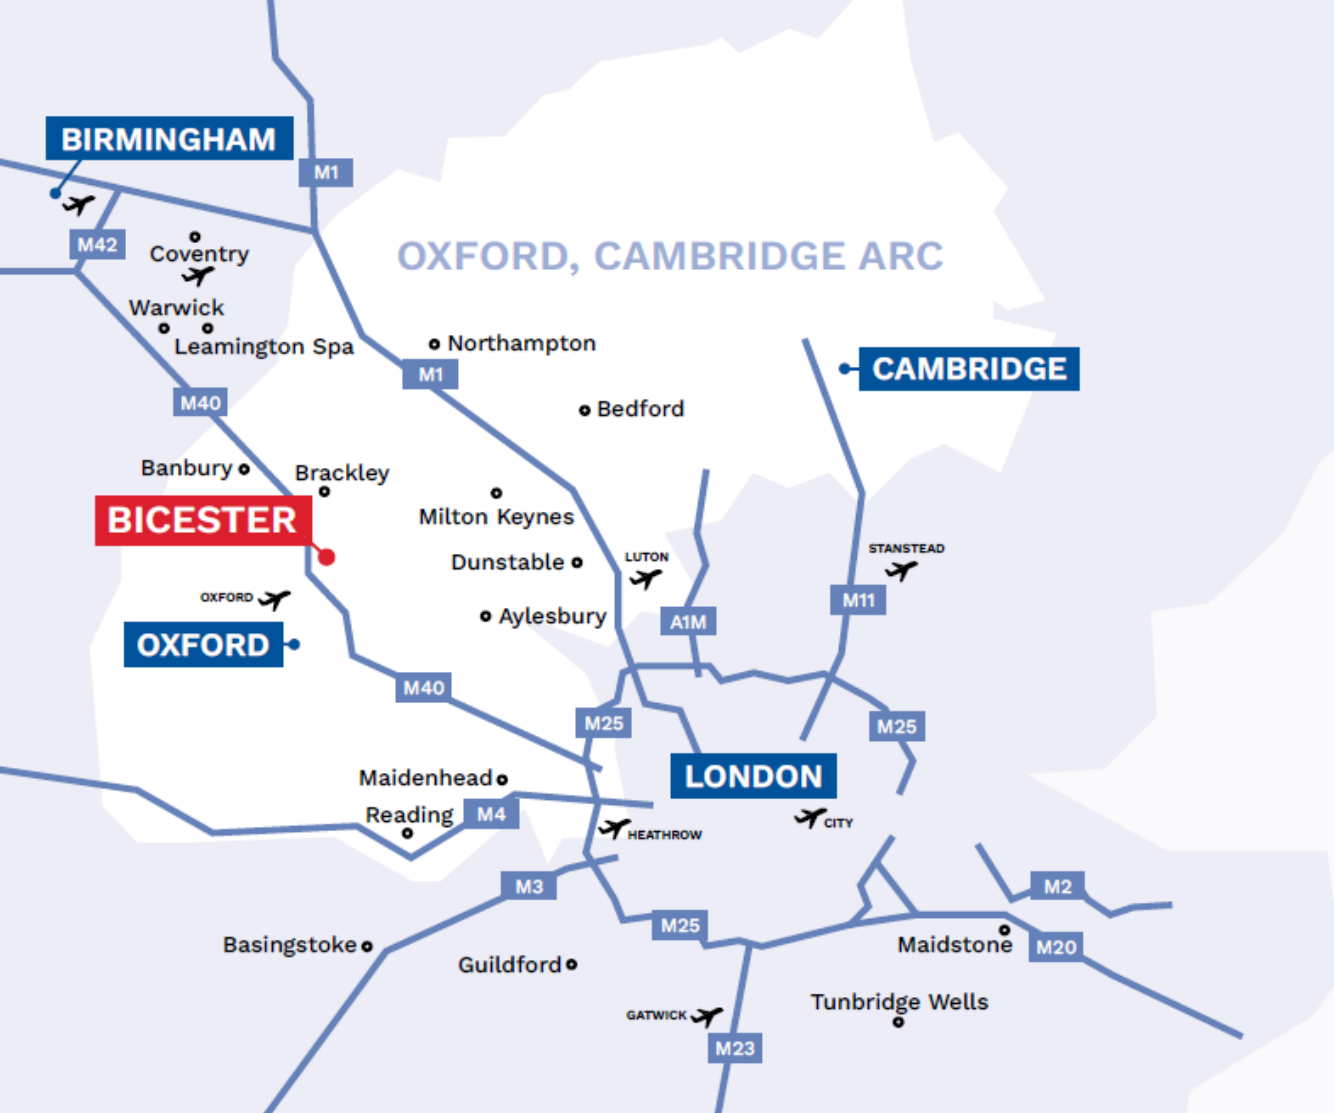 BIRMINGHAM
M1
M42
Coventry
OXFORD, CAMBRIDGE ARC
Warwick
Leamington Spa
Northampton
M1
CAMBRIDGE
M40
Bedford
Banbury
Brackley
BICESTER
Milton Keynes
STANSTEAD
LUTON
Dunstable
OXFORD
M11
Aylesbury
A1M
OXFORD
M40
M25
M25
LONDON
Maidenhead
Reading
M4
CITY
HEATHROW
M3
M2
M25
Basingstoke
Maidstone
M20
Guildford
Tunbridge Wells
GATWICK
M23